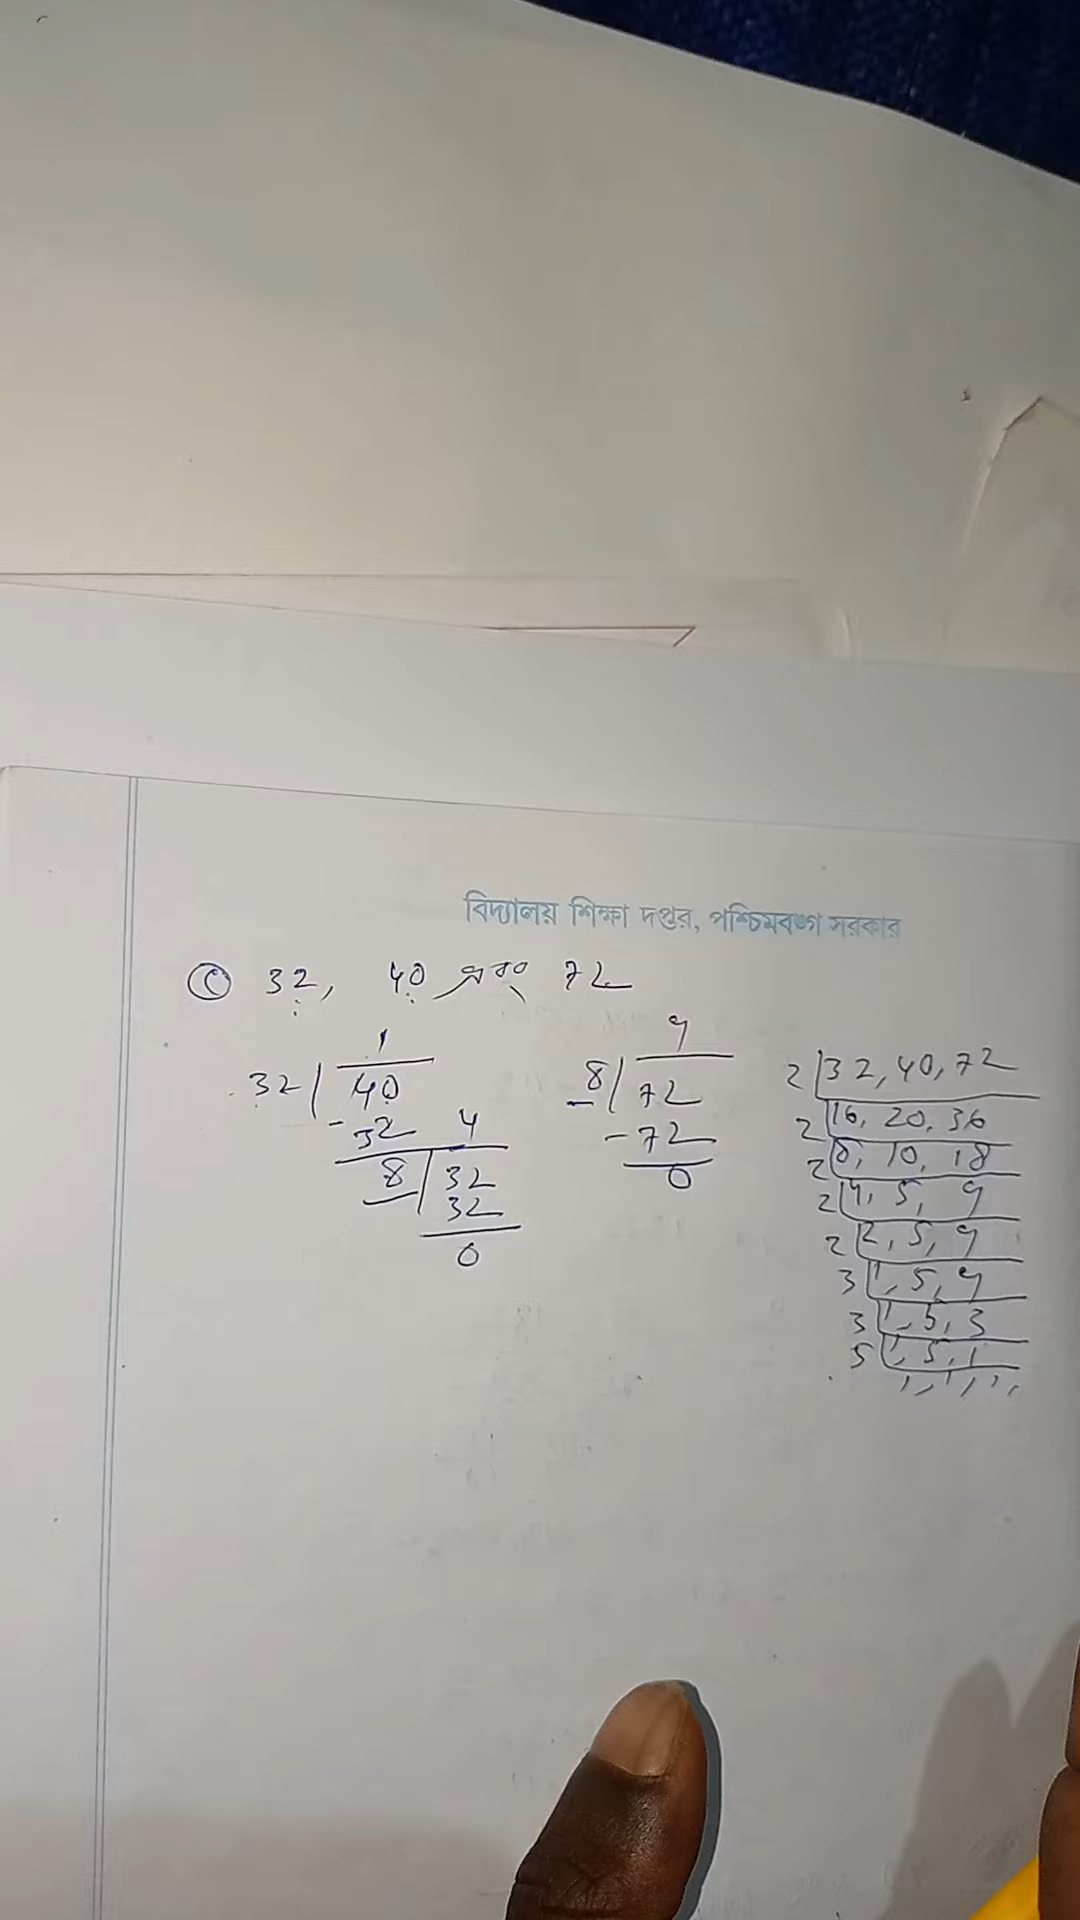 বিদ্যালয় শিক্ষা দপ্তর, পশ্চিমবঙ্গ সরকার
Ⓒ 32, 40 এবং 72
1
32 | 40
- 32 4
8 | 32
32
0
9
8 | 72
- 72
0
2 | 32, 40, 72
2 | 16, 20, 36
2 | 8, 10, 18
2 | 4, 5, 9
2 | 2, 5, 9
3 | 1, 5, 9
3 | 1, 5, 3
5 | 1, 5, 1
1, 1, 1,